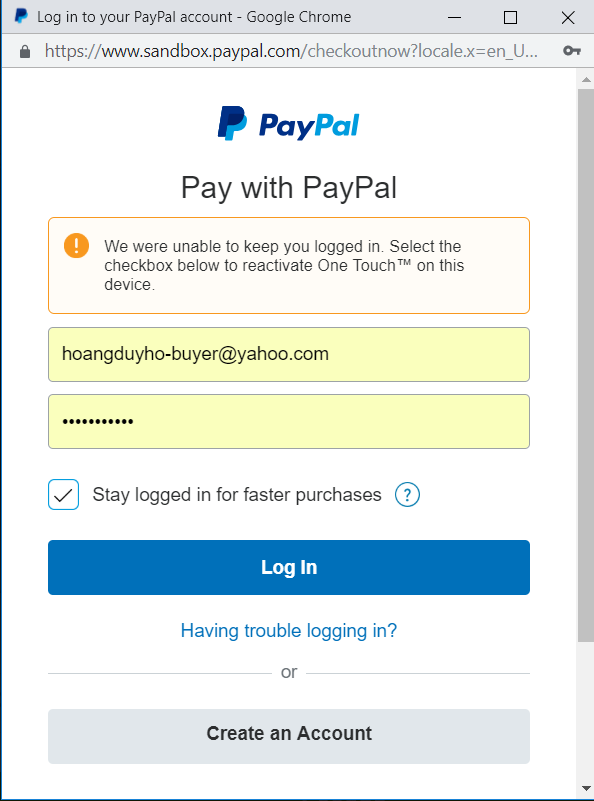 Log in to your PayPal account - Google Chrome
https://www.sandbox.paypal.com/checkoutnow?locale.x=en_U...
PayPal
Pay with PayPal
We were unable to keep you logged in. Select the
checkbox below to reactivate One Touch™ on this
device.
hoangduyho-buyer@yahoo.com
•••••••••••
Stay logged in for faster purchases ?
Log In
Having trouble logging in?
or
Create an Account